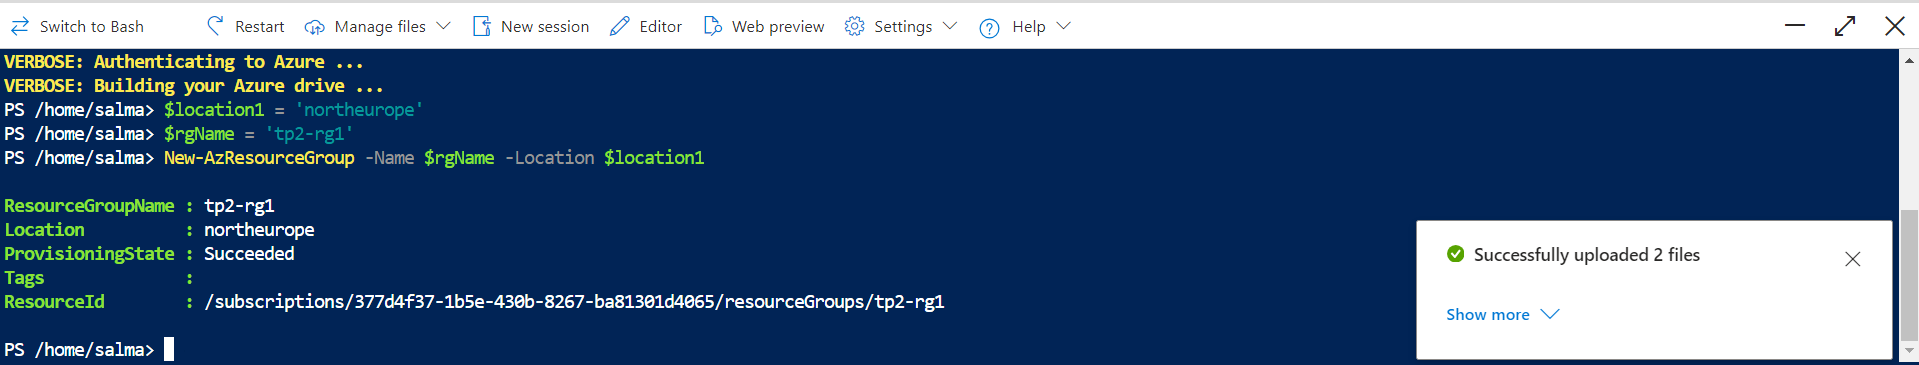 Switch to Bash Restart Manage files New session Editor Web preview Settings Help
VERBOSE: Authenticating to Azure ...
VERBOSE: Building your Azure drive ...
PS /home/salma> $location1 = 'northeurope'
PS /home/salma> $rgName = 'tp2-rg1'
PS /home/salma> New-AzResourceGroup -Name $rgName -Location $location1
ResourceGroupName : tp2-rg1
Location : northeurope
ProvisioningState : Succeeded
Tags :
ResourceId : /subscriptions/377d4f37-1b5e-430b-8267-ba81301d4065/resourceGroups/tp2-rg1
PS /home/salma>
Successfully uploaded 2 files
Show more